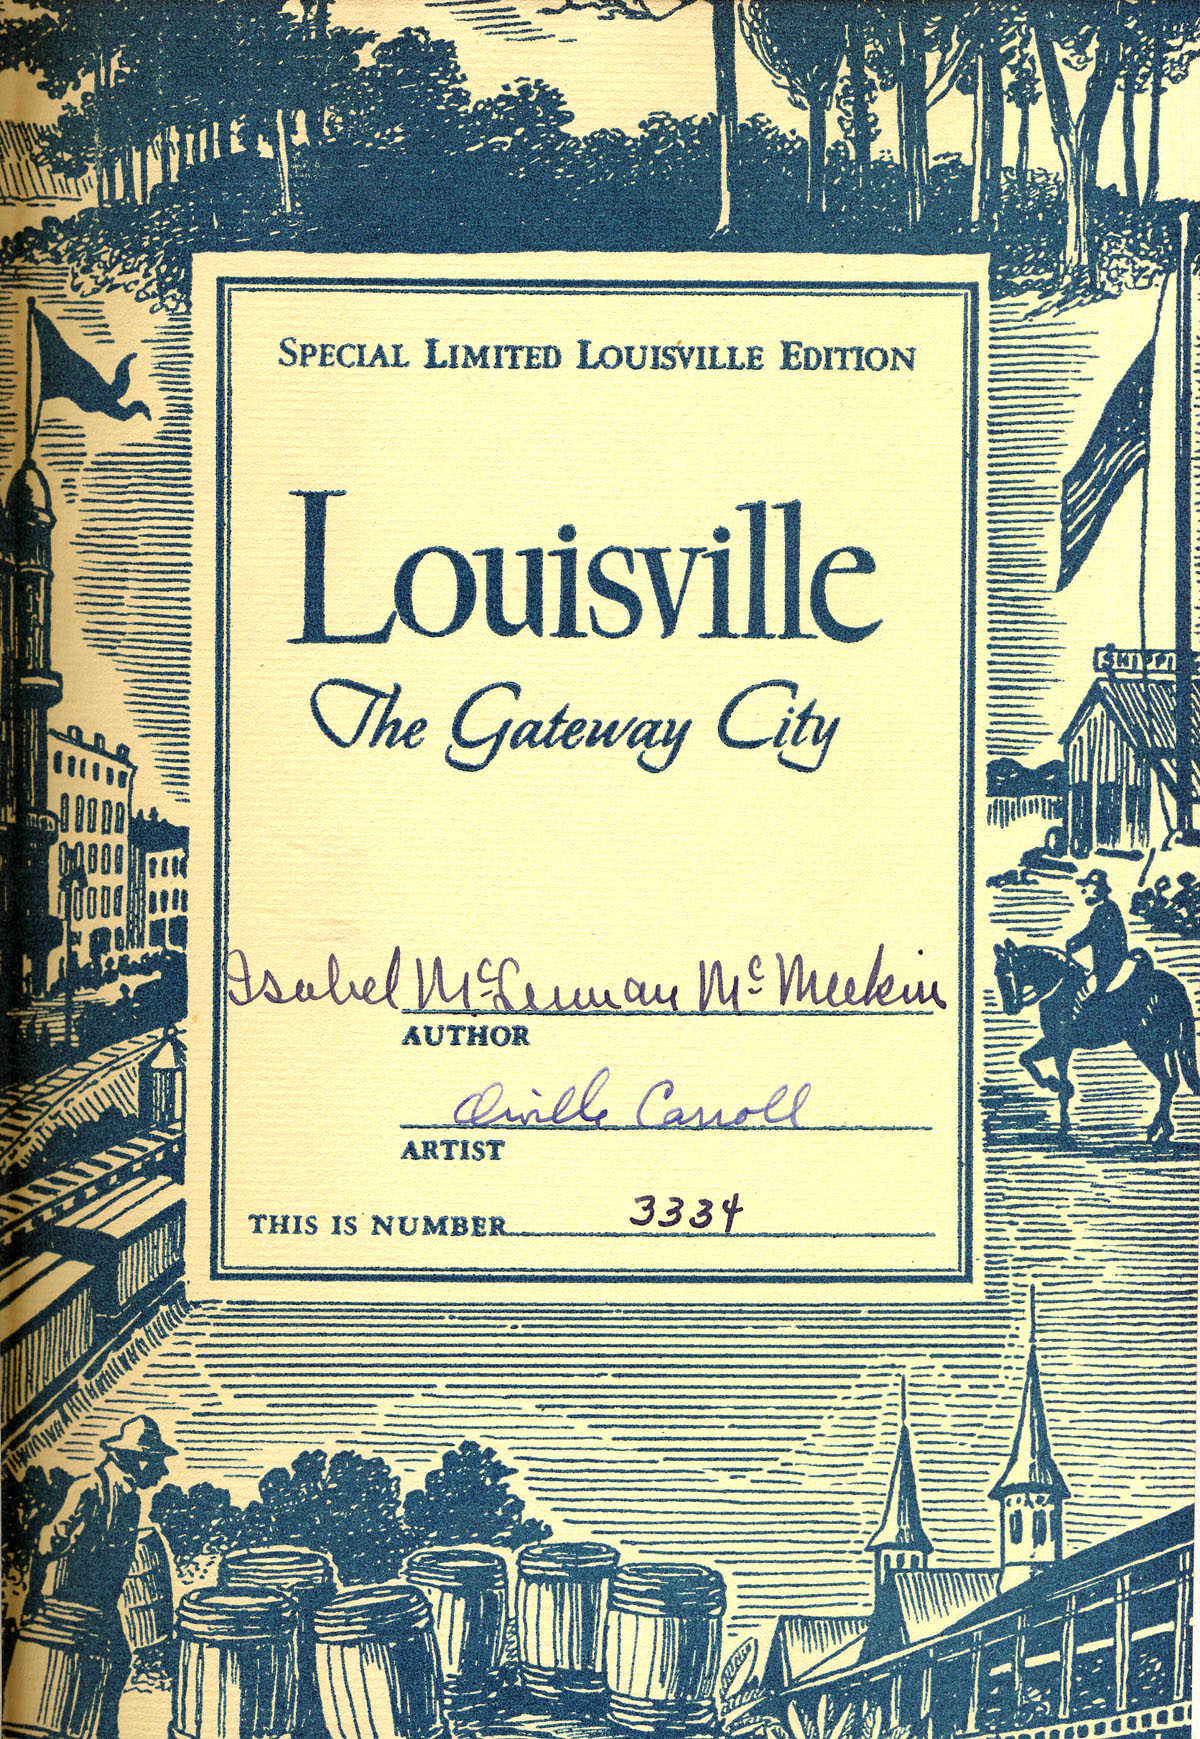 SPECIAL LIMITED LOUISVILLE EDITION
Louisville
The Gateway City
SHIPPI
Isabel McLennan McMeekin
AUTHOR
Orville Carroll
ARTIST
THIS IS NUMBER 3334